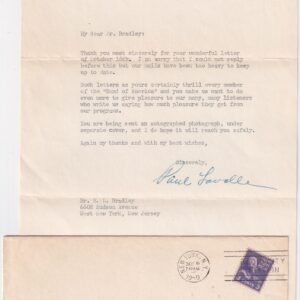 My dear Mr. Bradley:
Thank you most sincerely for your wonderful letter
of October 16th. I am sorry that I could not reply
before this but our mails have been too heavy to keep
up to date.
Such letters as yours certainly thrill every member
of the "Band of America" and you make us want to do
even more to give pleasure to our many, many listeners
who write us saying how much pleasure they get from
our programs.
You are being sent an autographed photograph, under
separate cover, and I do hope it will reach you safely.
Again my thanks and with my best wishes.
Sincerely,
Paul Lavalle
Mr. R. L. Bradley
6608 Hudson Avenue
West New York, New Jersey
NEW YORK, N.Y.